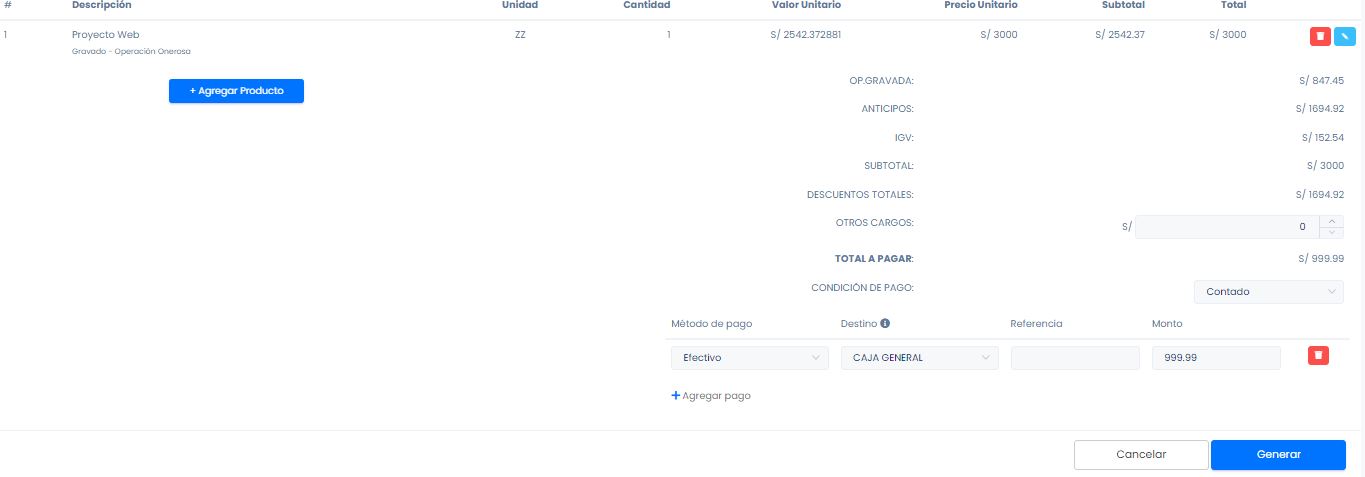 # Descripción Unidad Cantidad Valor Unitario Precio Unitario Subtotal Total
1 Proyecto Web ZZ 1 S/ 2542.372881 S/ 3000 S/ 2542.37 S/ 3000
Gravado - Operación Onerosa
+ Agregar Producto
OP.GRAVADA: S/ 847.45
ANTICIPOS: S/ 1694.92
IGV: S/ 152.54
SUBTOTAL: S/ 3000
DESCUENTOS TOTALES: S/ 1694.92
OTROS CARGOS: S/ 0
TOTAL A PAGAR: S/ 999.99
CONDICIÓN DE PAGO: Contado
Método de pago Destino Referencia Monto
Efectivo CAJA GENERAL 999.99
+ Agregar pago
Cancelar Generar